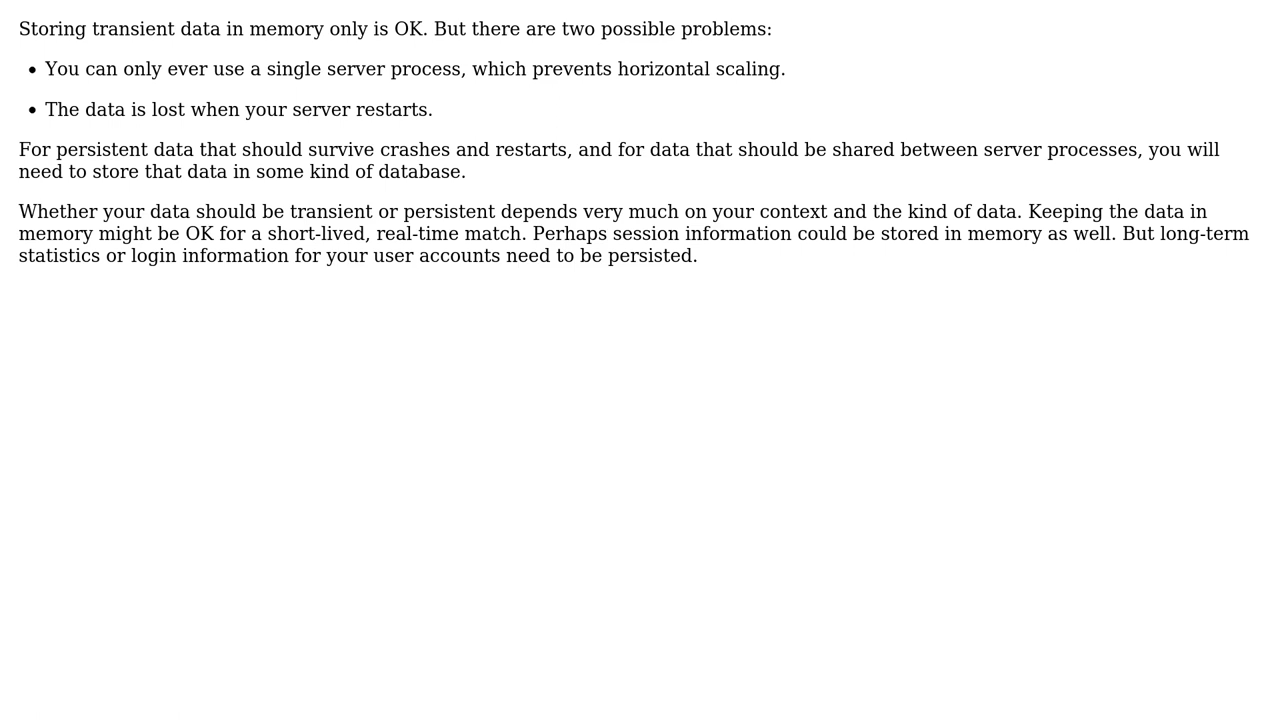 Storing transient data in memory only is OK. But there are two possible problems:
• You can only ever use a single server process, which prevents horizontal scaling.
• The data is lost when your server restarts.
For persistent data that should survive crashes and restarts, and for data that should be shared between server processes, you will
need to store that data in some kind of database.
Whether your data should be transient or persistent depends very much on your context and the kind of data. Keeping the data in
memory might be OK for a short-lived, real-time match. Perhaps session information could be stored in memory as well. But long-term
statistics or login information for your user accounts need to be persisted.